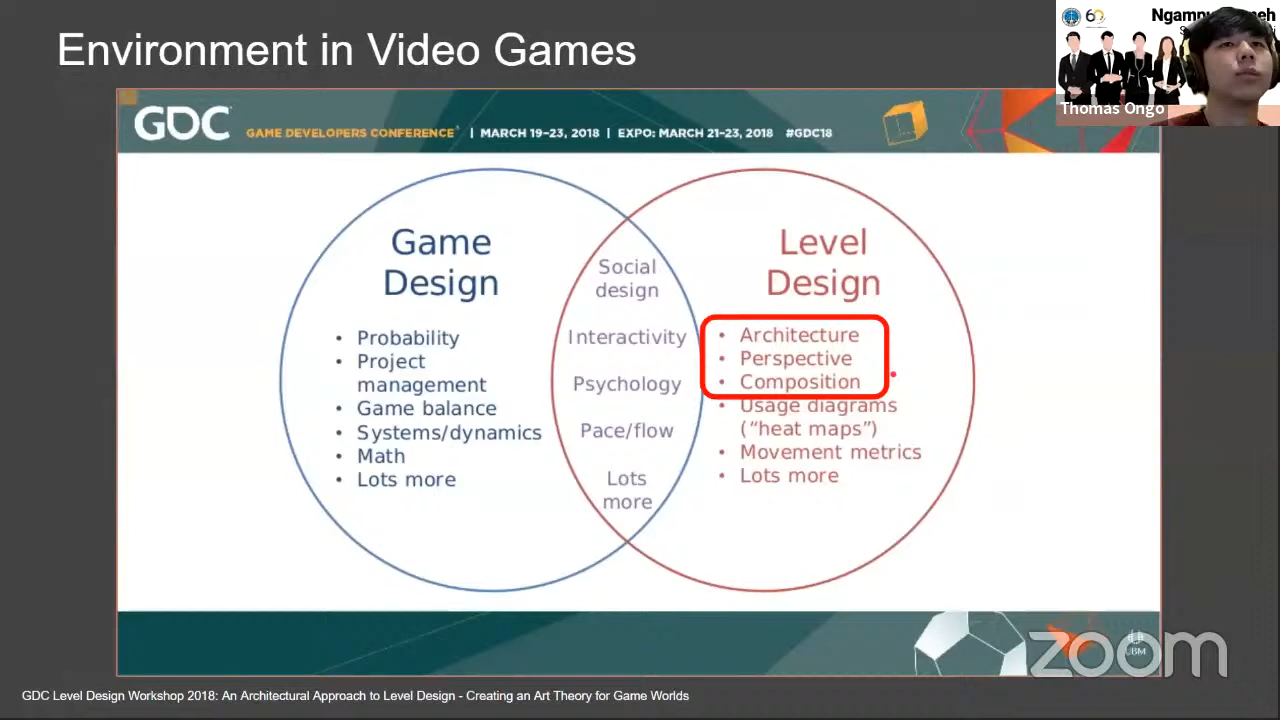 Environment in Video Games
60
Thomas Ongo
GDC
GAME DEVELOPERS CONFERENCE | MARCH 19–23, 2018 | EXPO: MARCH 21–23, 2018 #GDC18
Game
Design
• Probability
• Project
management
• Game balance
• Systems/dynamics
• Math
• Lots more
Social
design
Interactivity
Psychology
Pace/flow
Lots
more
Level
Design
• Architecture
• Perspective
• Composition
• Usage diagrams
(“heat maps”)
• Movement metrics
• Lots more
UBM
zoom
GDC Level Design Workshop 2018: An Architectural Approach to Level Design - Creating an Art Theory for Game Worlds